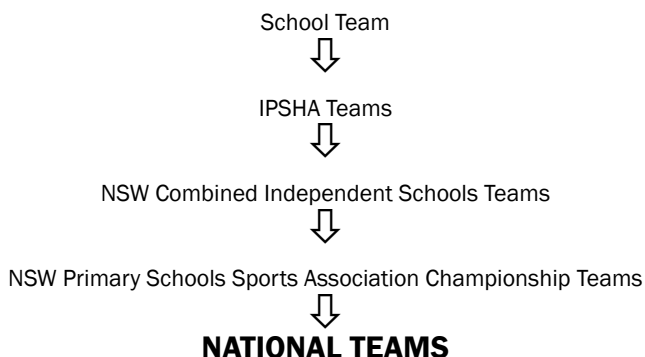 School Team
IPSHA Teams
NSW Combined Independent Schools Teams
NSW Primary Schools Sports Association Championship Teams
NATIONAL TEAMS